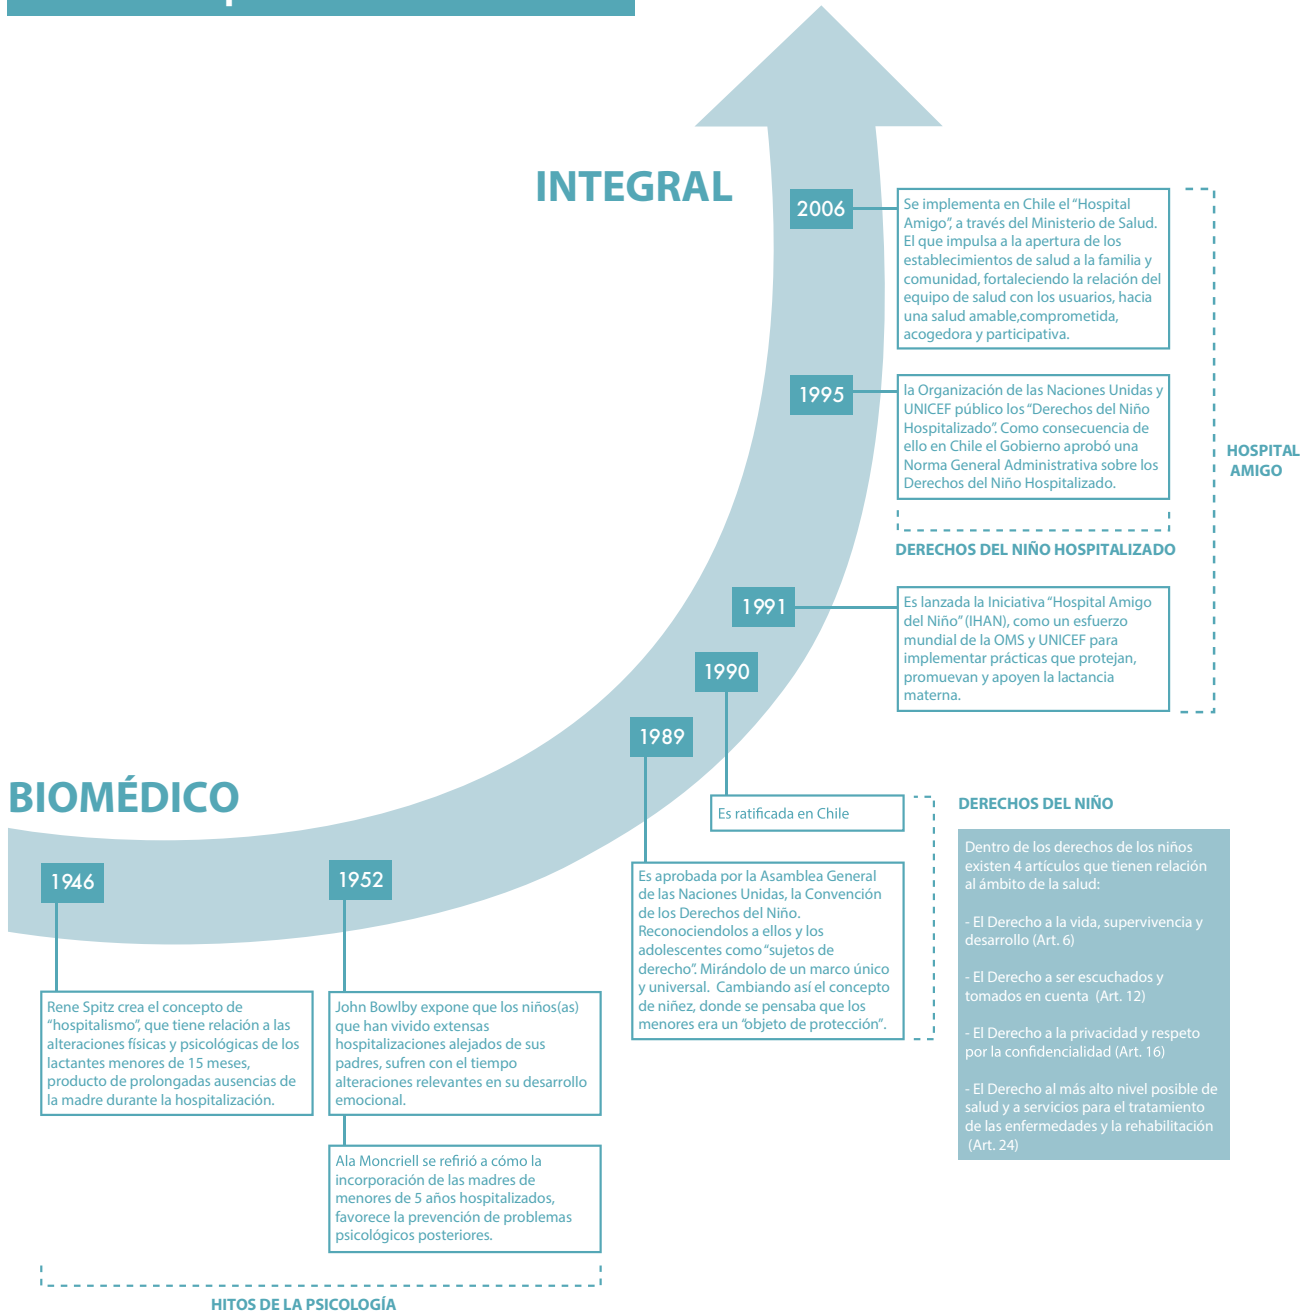 INTEGRAL
2006
Se implementa en Chile el “Hospital
Amigo”, a través del Ministerio de Salud.
El que impulsa a la apertura de los
establecimientos de salud a la familia y
comunidad, fortaleciendo la relación del
equipo de salud con los usuarios, hacia
una salud amable,comprometida,
acogedora y participativa.
1995
la Organización de las Naciones Unidas y
UNICEF público los “Derechos del Niño
Hospitalizado”. Como consecuencia de
ello en Chile el Gobierno aprobó una
Norma General Administrativa sobre los
Derechos del Niño Hospitalizado.
HOSPITAL
AMIGO
DERECHOS DEL NIÑO HOSPITALIZADO
1991
Es lanzada la Iniciativa “Hospital Amigo
del Niño” (IHAN), como un esfuerzo
mundial de la OMS y UNICEF para
implementar prácticas que protejan,
promuevan y apoyen la lactancia
materna.
1990
Es ratificada en Chile
1989
Es aprobada por la Asamblea General
de las Naciones Unidas, la Convención
de los Derechos del Niño.
Reconociendolos a ellos y los
adolescentes como “sujetos de
derecho”. Mirándolo de un marco único
y universal. Cambiando así el concepto
de niñez, donde se pensaba que los
menores era un “objeto de protección”.
DERECHOS DEL NIÑO
Dentro de los derechos de los niños
existen 4 artículos que tienen relación
al ámbito de la salud:
- El Derecho a la vida, supervivencia y
desarrollo (Art. 6)
- El Derecho a ser escuchados y
tomados en cuenta (Art. 12)
- El Derecho a la privacidad y respeto
por la confidencialidad (Art. 16)
- El Derecho al más alto nivel posible de
salud y a servicios para el tratamiento
de las enfermedades y la rehabilitación
(Art. 24)
BIOMÉDICO
1946
Rene Spitz crea el concepto de
“hospitalismo”, que tiene relación a las
alteraciones físicas y psicológicas de los
lactantes menores de 15 meses,
producto de prolongadas ausencias de
la madre durante la hospitalización.
1952
John Bowlby expone que los niños(as)
que han vivido extensas
hospitalizaciones alejados de sus
padres, sufren con el tiempo
alteraciones relevantes en su desarrollo
emocional.
Ala Moncriell se refirió a cómo la
incorporación de las madres de
menores de 5 años hospitalizados,
favorece la prevención de problemas
psicológicos posteriores.
HITOS DE LA PSICOLOGÍA